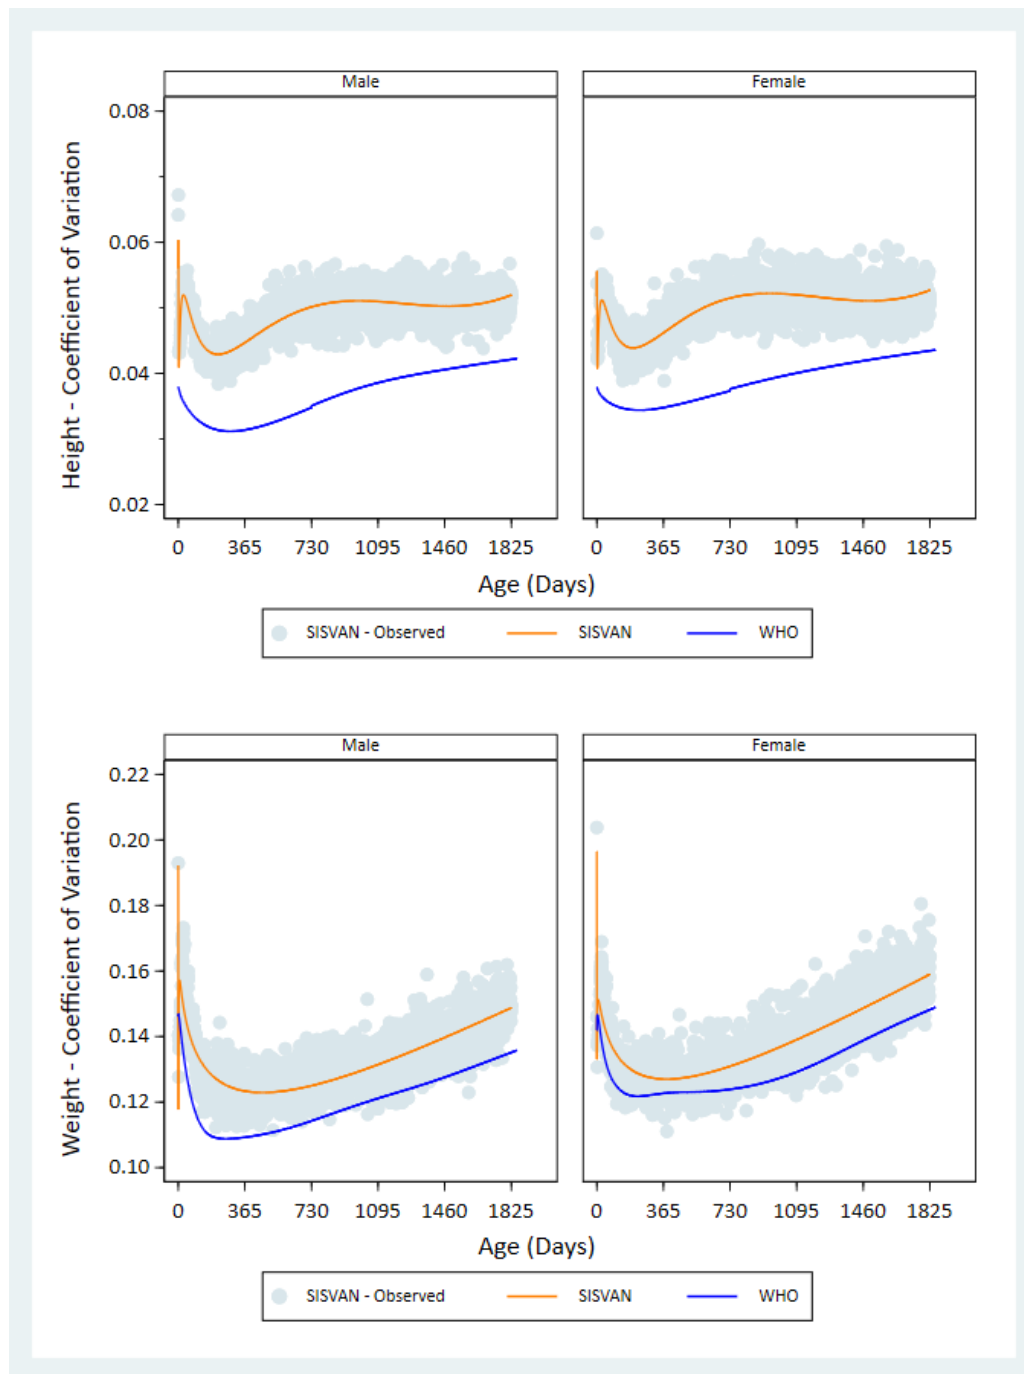 Male Female
Height - Coefficient of Variation
0.08
0.06
0.04
0.02
0 365 730 1095 1460 1825 0 365 730 1095 1460 1825
Age (Days)
SISVAN - Observed SISVAN WHO
Male Female
Weight - Coefficient of Variation
0.22
0.20
0.18
0.16
0.14
0.12
0.10
0 365 730 1095 1460 1825 0 365 730 1095 1460 1825
Age (Days)
SISVAN - Observed SISVAN WHO